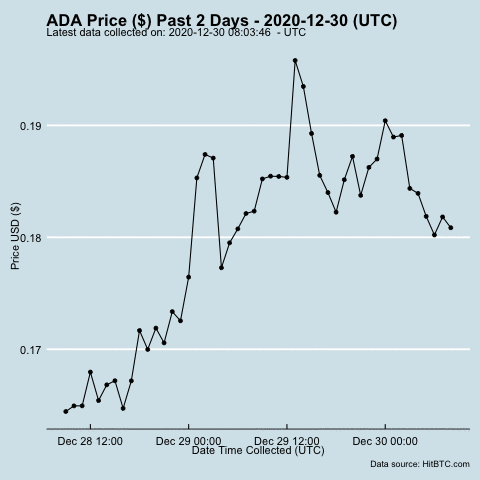 ADA Price ($) Past 2 Days - 2020-12-30 (UTC)
Latest data collected on: 2020-12-30 08:03:46 - UTC
0.19
0.18
0.17
Price USD ($)
Dec 28 12:00 Dec 29 00:00 Dec 29 12:00 Dec 30 00:00
Date Time Collected (UTC)
Data source: HitBTC.com